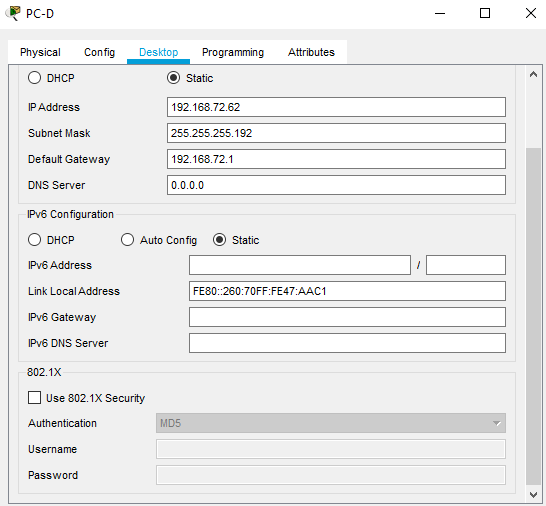 PC-D
Physical Config Desktop Programming Attributes
DHCP Static
IP Address 192.168.72.62
Subnet Mask 255.255.255.192
Default Gateway 192.168.72.1
DNS Server 0.0.0.0
IPv6 Configuration
DHCP Auto Config Static
IPv6 Address /
Link Local Address FE80::260:70FF:FE47:AAC1
IPv6 Gateway
IPv6 DNS Server
802.1X
Use 802.1X Security
Authentication MD5
Username
Password